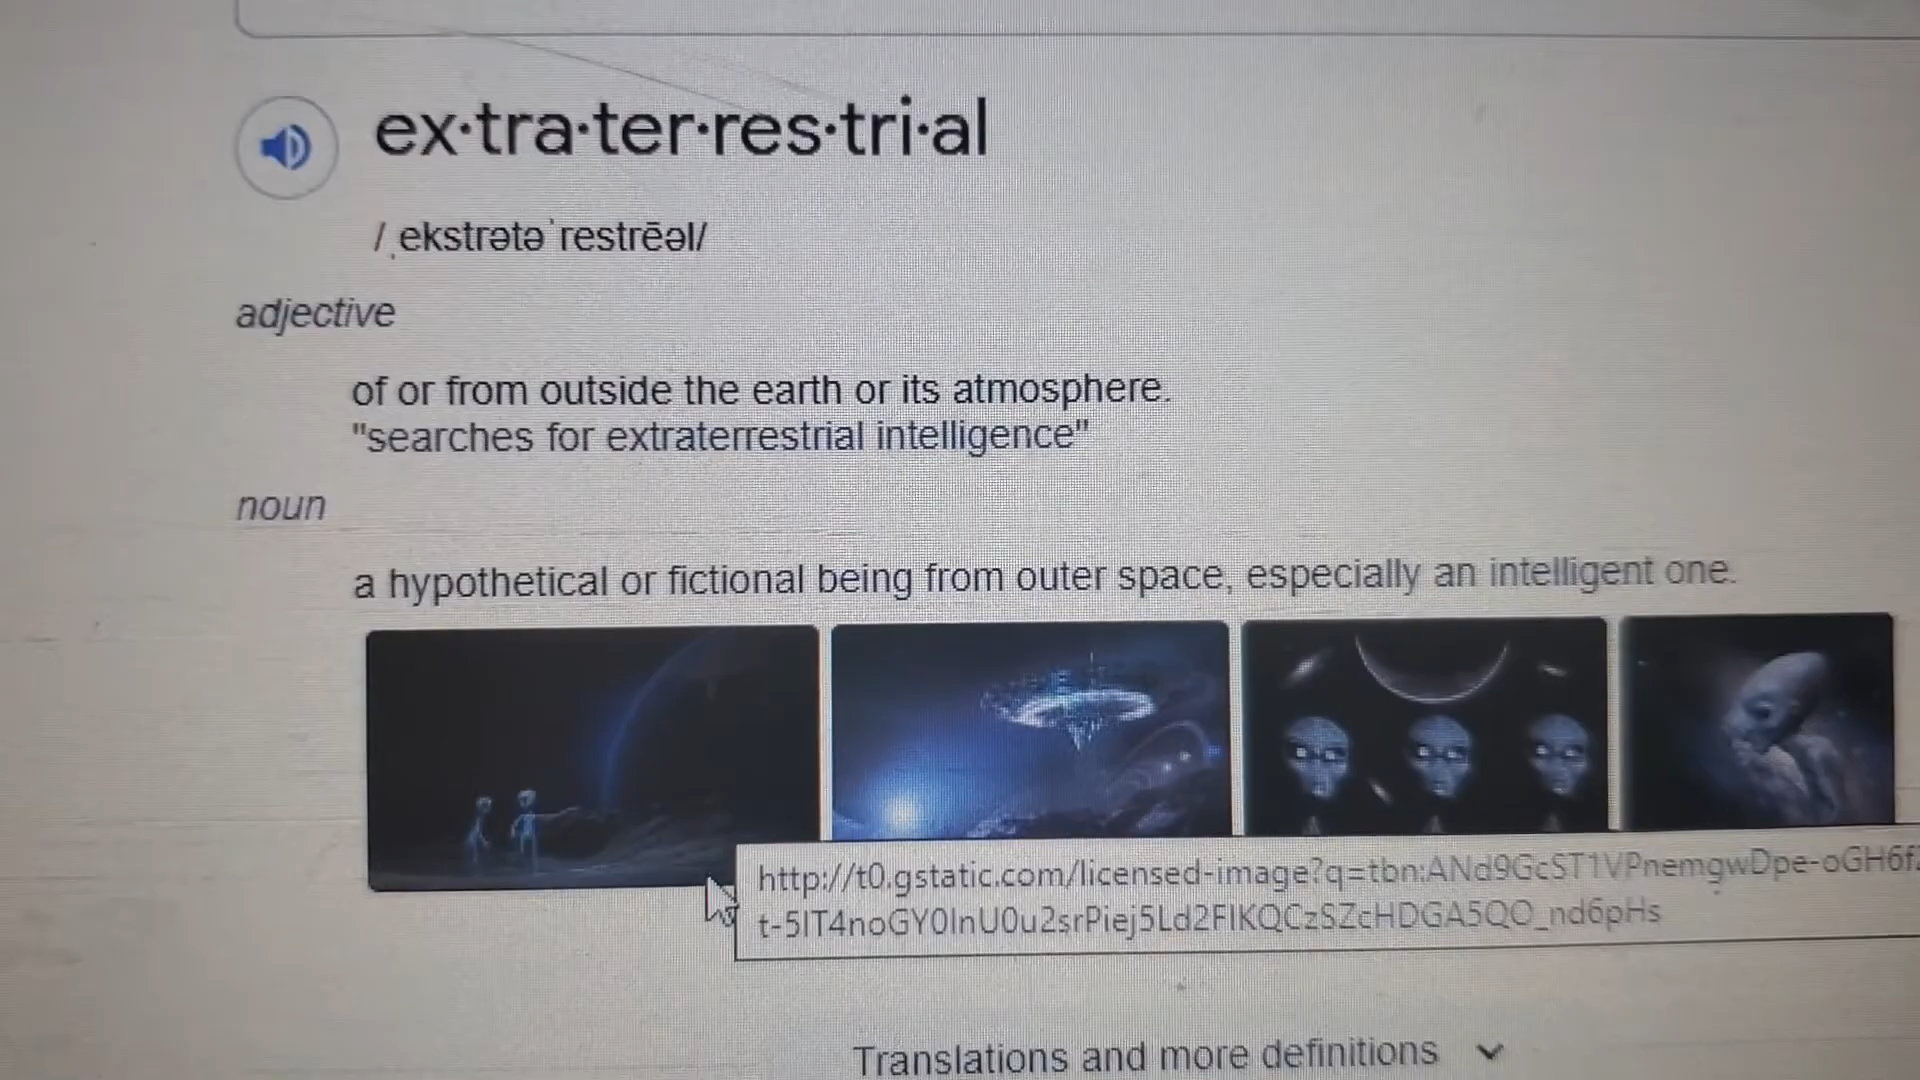 ex·tra·ter·res·tri·al
/ˌekstrətəˈrestrēəl/
adjective
of or from outside the earth or its atmosphere.
"searches for extraterrestrial intelligence"
noun
a hypothetical or fictional being from outer space, especially an intelligent one.
http://t0.gstatic.com/licensed-image?q=tbn:ANd9GcST1VPnemgwDpe-oGH6f
t-5IT4noGY0InU0u2srPiej5Ld2FIKQCzSZcHDGA5QO_nd6pHs
Translations and more definitions